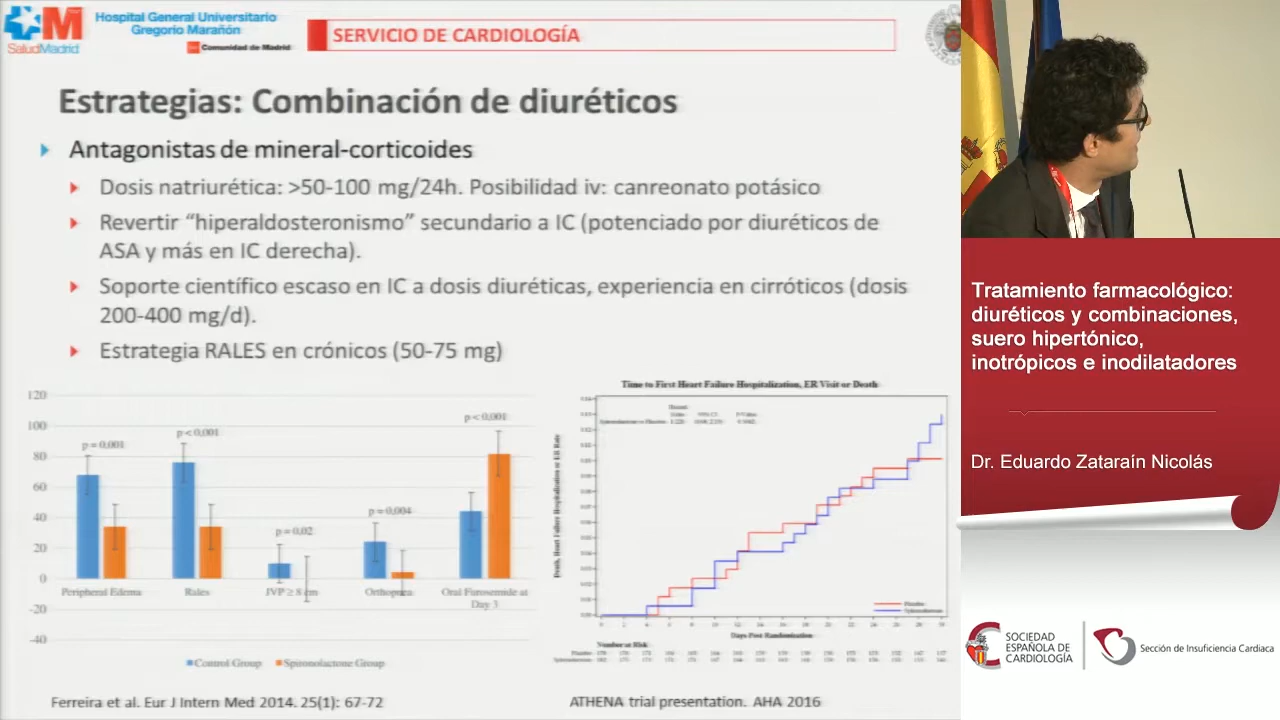 SaludMadrid
Hospital General Universitario
Gregorio Marañón
Comunidad de Madrid
SERVICIO DE CARDIOLOGÍA
Estrategias: Combinación de diuréticos
Antagonistas de mineral-corticoides
Dosis natriurética: >50-100 mg/24h. Posibilidad iv: canreonato potásico
Revertir “hiperaldosteronismo” secundario a IC (potenciado por diuréticos de
ASA y más en IC derecha).
Soporte científico escaso en IC a dosis diuréticas, experiencia en cirróticos (dosis
200-400 mg/d).
Estrategia RALES en crónicos (50-75 mg)
120
100
80
60
40
20
0
-20
-40
p = 0,001
p < 0,001
p = 0,02
p = 0,004
p < 0,001
Peripheral Edema
Rales
JVP ≥ 8 cm
Orthopnea
Oral Furosemide at
Day 3
Control Group
Spironolactone Group
Ferreira et al. Eur J Intern Med 2014. 25(1): 67-72
Time to First Heart Failure Hospitalization, ER Visit or Death
Days Post Randomization
Number at Risk
Placebo
Spironolactone
ATHENA trial presentation. AHA 2016
Tratamiento farmacológico:
diuréticos y combinaciones,
suero hipertónico,
inotrópicos e inodilatadores
Dr. Eduardo Zataraín Nicolás
SOCIEDAD
ESPAÑOLA DE
CARDIOLOGÍA
Sección de Insuficiencia Cardiaca